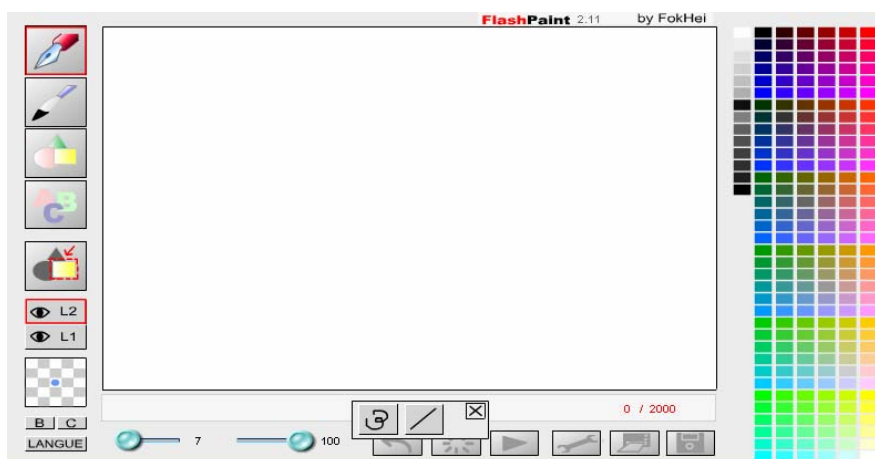 FlashPaint 2.11 by FokHei
A B C
L2
L1
0 / 2000
B C
LANGUE
7
100